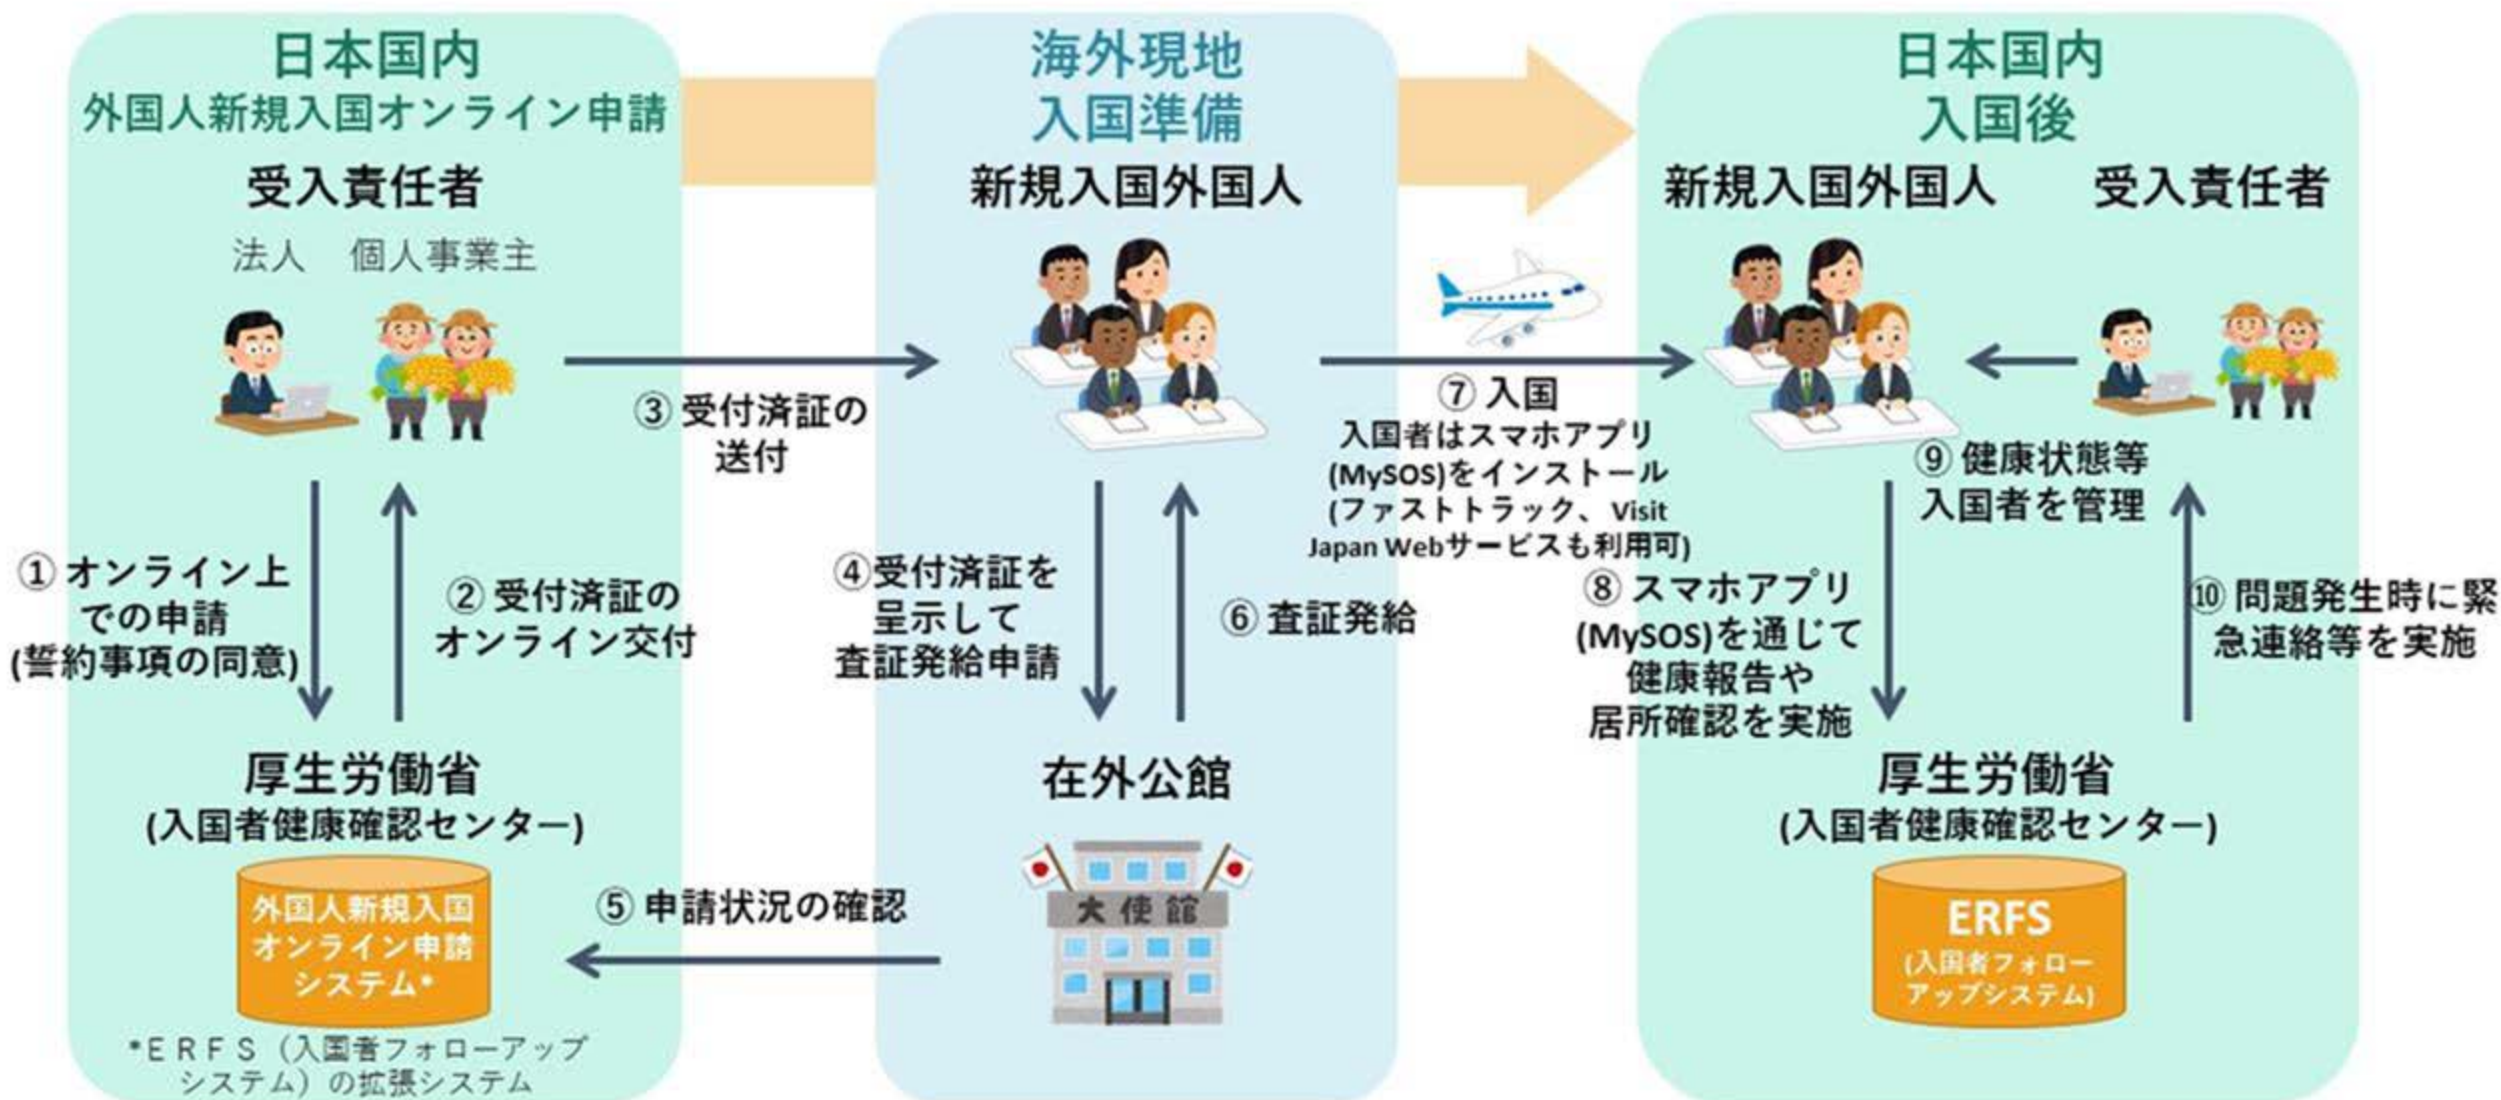 日本国内
外国人新規入国オンライン申請
受入責任者
法人　個人事業主
① オンライン上
での申請
(誓約事項の同意)
② 受付済証の
オンライン交付
厚生労働省
(入国者健康確認センター)
外国人新規入国
オンライン申請
システム*
*ＥＲＦＳ（入国者フォローアップ
システム）の拡張システム
③ 受付済証の
送付
海外現地
入国準備
新規入国外国人
④受付済証を
呈示して
査証発給申請
⑤ 申請状況の確認
⑥ 査証発給
在外公館
大使館
⑦ 入国
入国者はスマホアプリ
(MySOS)をインストール
(ファストトラック、Visit
Japan Webサービスも利用可)
日本国内
入国後
新規入国外国人　受入責任者
⑧ スマホアプリ
(MySOS)を通じて
健康報告や
居所確認を実施
⑨ 健康状態等
入国者を管理
⑩ 問題発生時に緊
急連絡等を実施
厚生労働省
(入国者健康確認センター)
ERFS
(入国者フォロー
アップシステム)